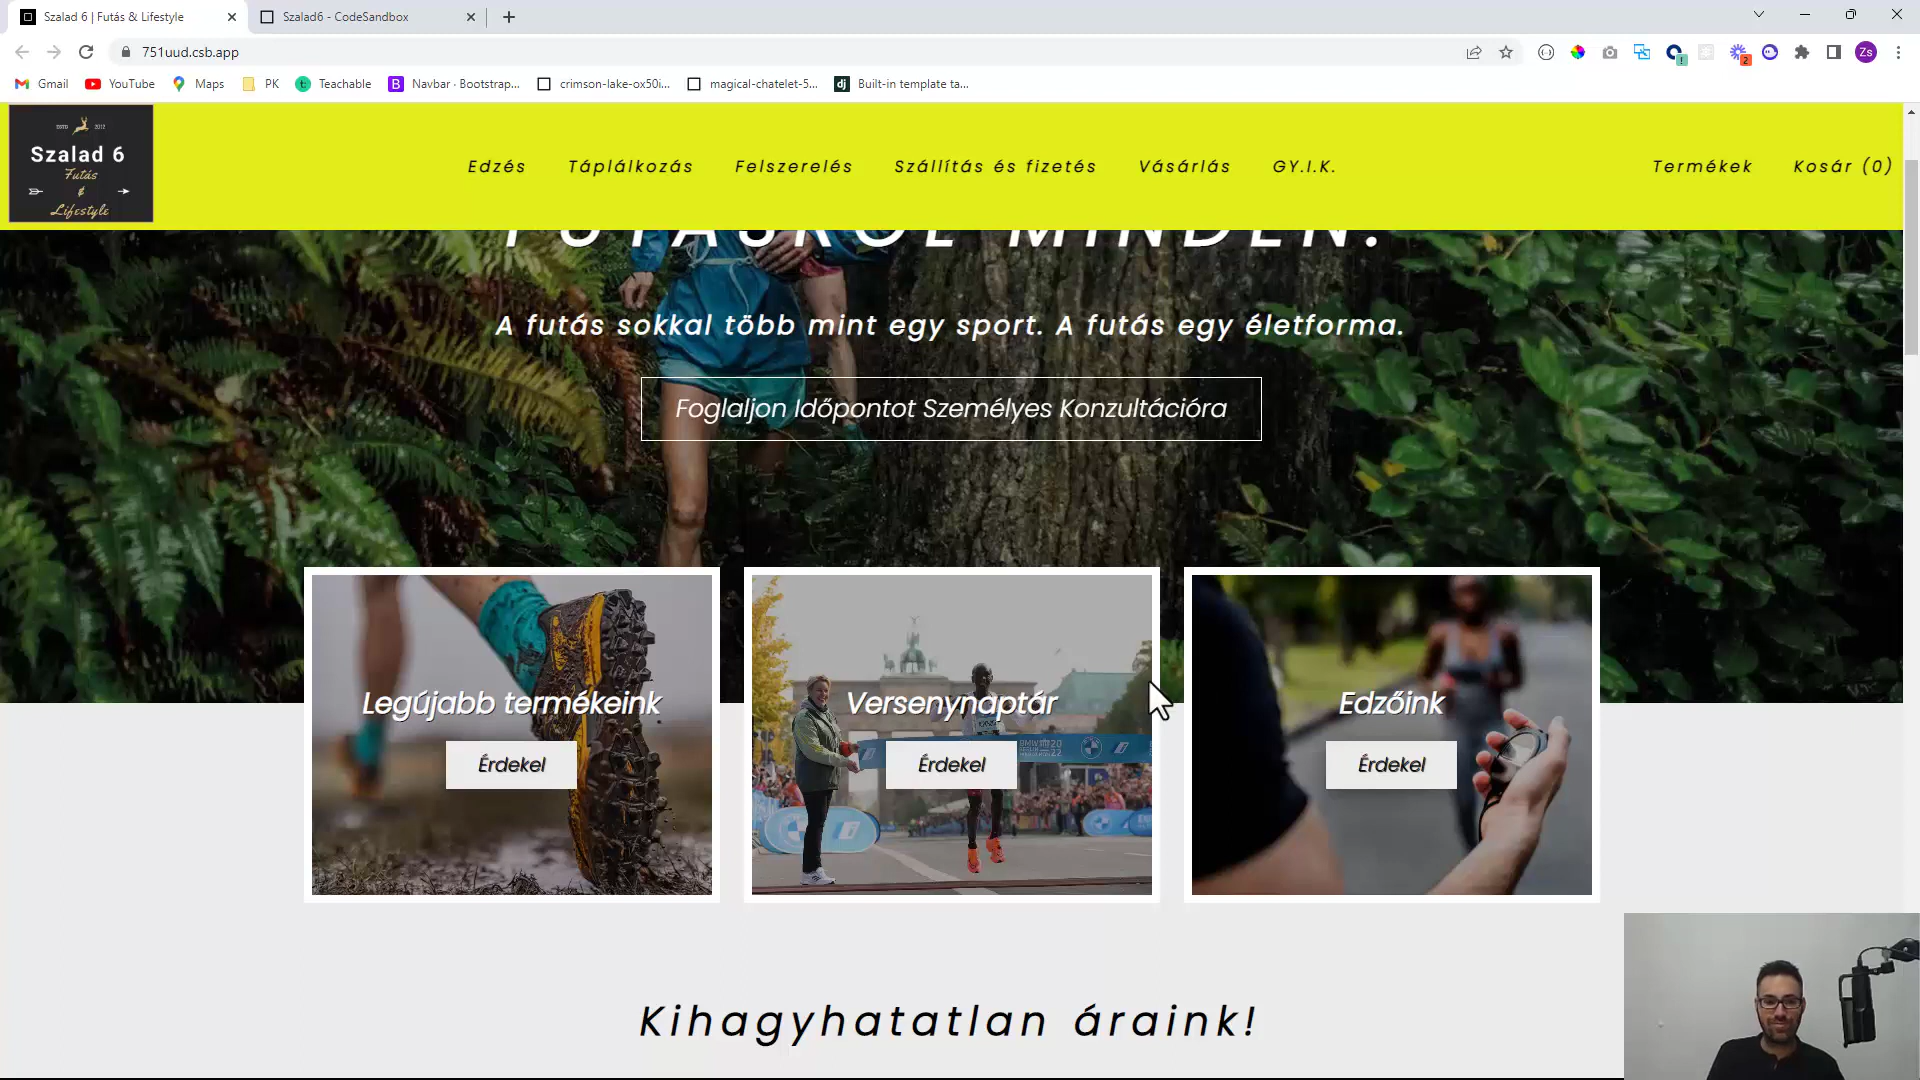 Szalad 6 | Futás & Lifestyle
Szalad6 - CodeSandbox
751uud.csb.app
Zs
Gmail
YouTube
Maps
PK
Teachable
Navbar · Bootstrap...
crimson-lake-ox50i...
magical-chatelet-5...
Built-in template ta...
ESTD 2012
Szalad 6
Futás
&
Lifestyle
Edzés
Táplálkozás
Felszerelés
Szállítás és fizetés
Vásárlás
GY.I.K.
Termékek
Kosár (0)
FUTÁSRÓL MINDEN.
A futás sokkal több mint egy sport. A futás egy életforma.
Foglaljon Időpontot Személyes Konzultációra
Legújabb termékeink
Érdekel
Versenynaptár
Érdekel
Edzőink
Érdekel
Kihagyhatatlan áraink!